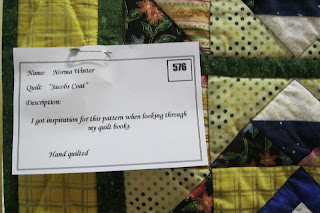 Name: Norma Winter
576
Quilt: "Jacobs Coat"
Description:
I got inspiration for this pattern when looking through
my quilt books.
Hand quilted